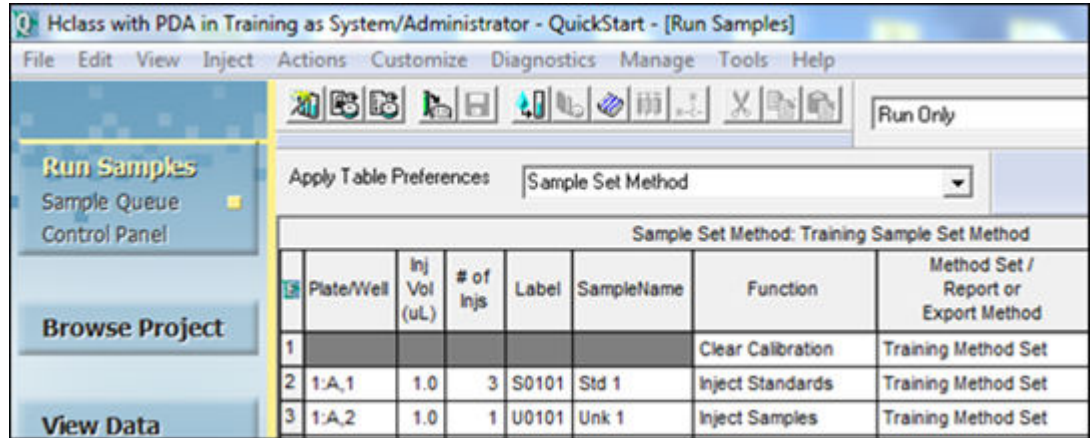 Hclass with PDA in Training as System/Administrator - QuickStart - [Run Samples]
File Edit View Inject Actions Customize Diagnostics Manage Tools Help
Run Only
Run Samples
Sample Queue
Control Panel
Browse Project
View Data
Apply Table Preferences Sample Set Method
Sample Set Method: Training Sample Set Method
Plate/Well Inj Vol (uL) # of Injs Label SampleName Function Method Set / Report or Export Method
1 Clear Calibration Training Method Set
2 1:A,1 1.0 3 S0101 Std 1 Inject Standards Training Method Set
3 1:A,2 1.0 1 U0101 Unk 1 Inject Samples Training Method Set